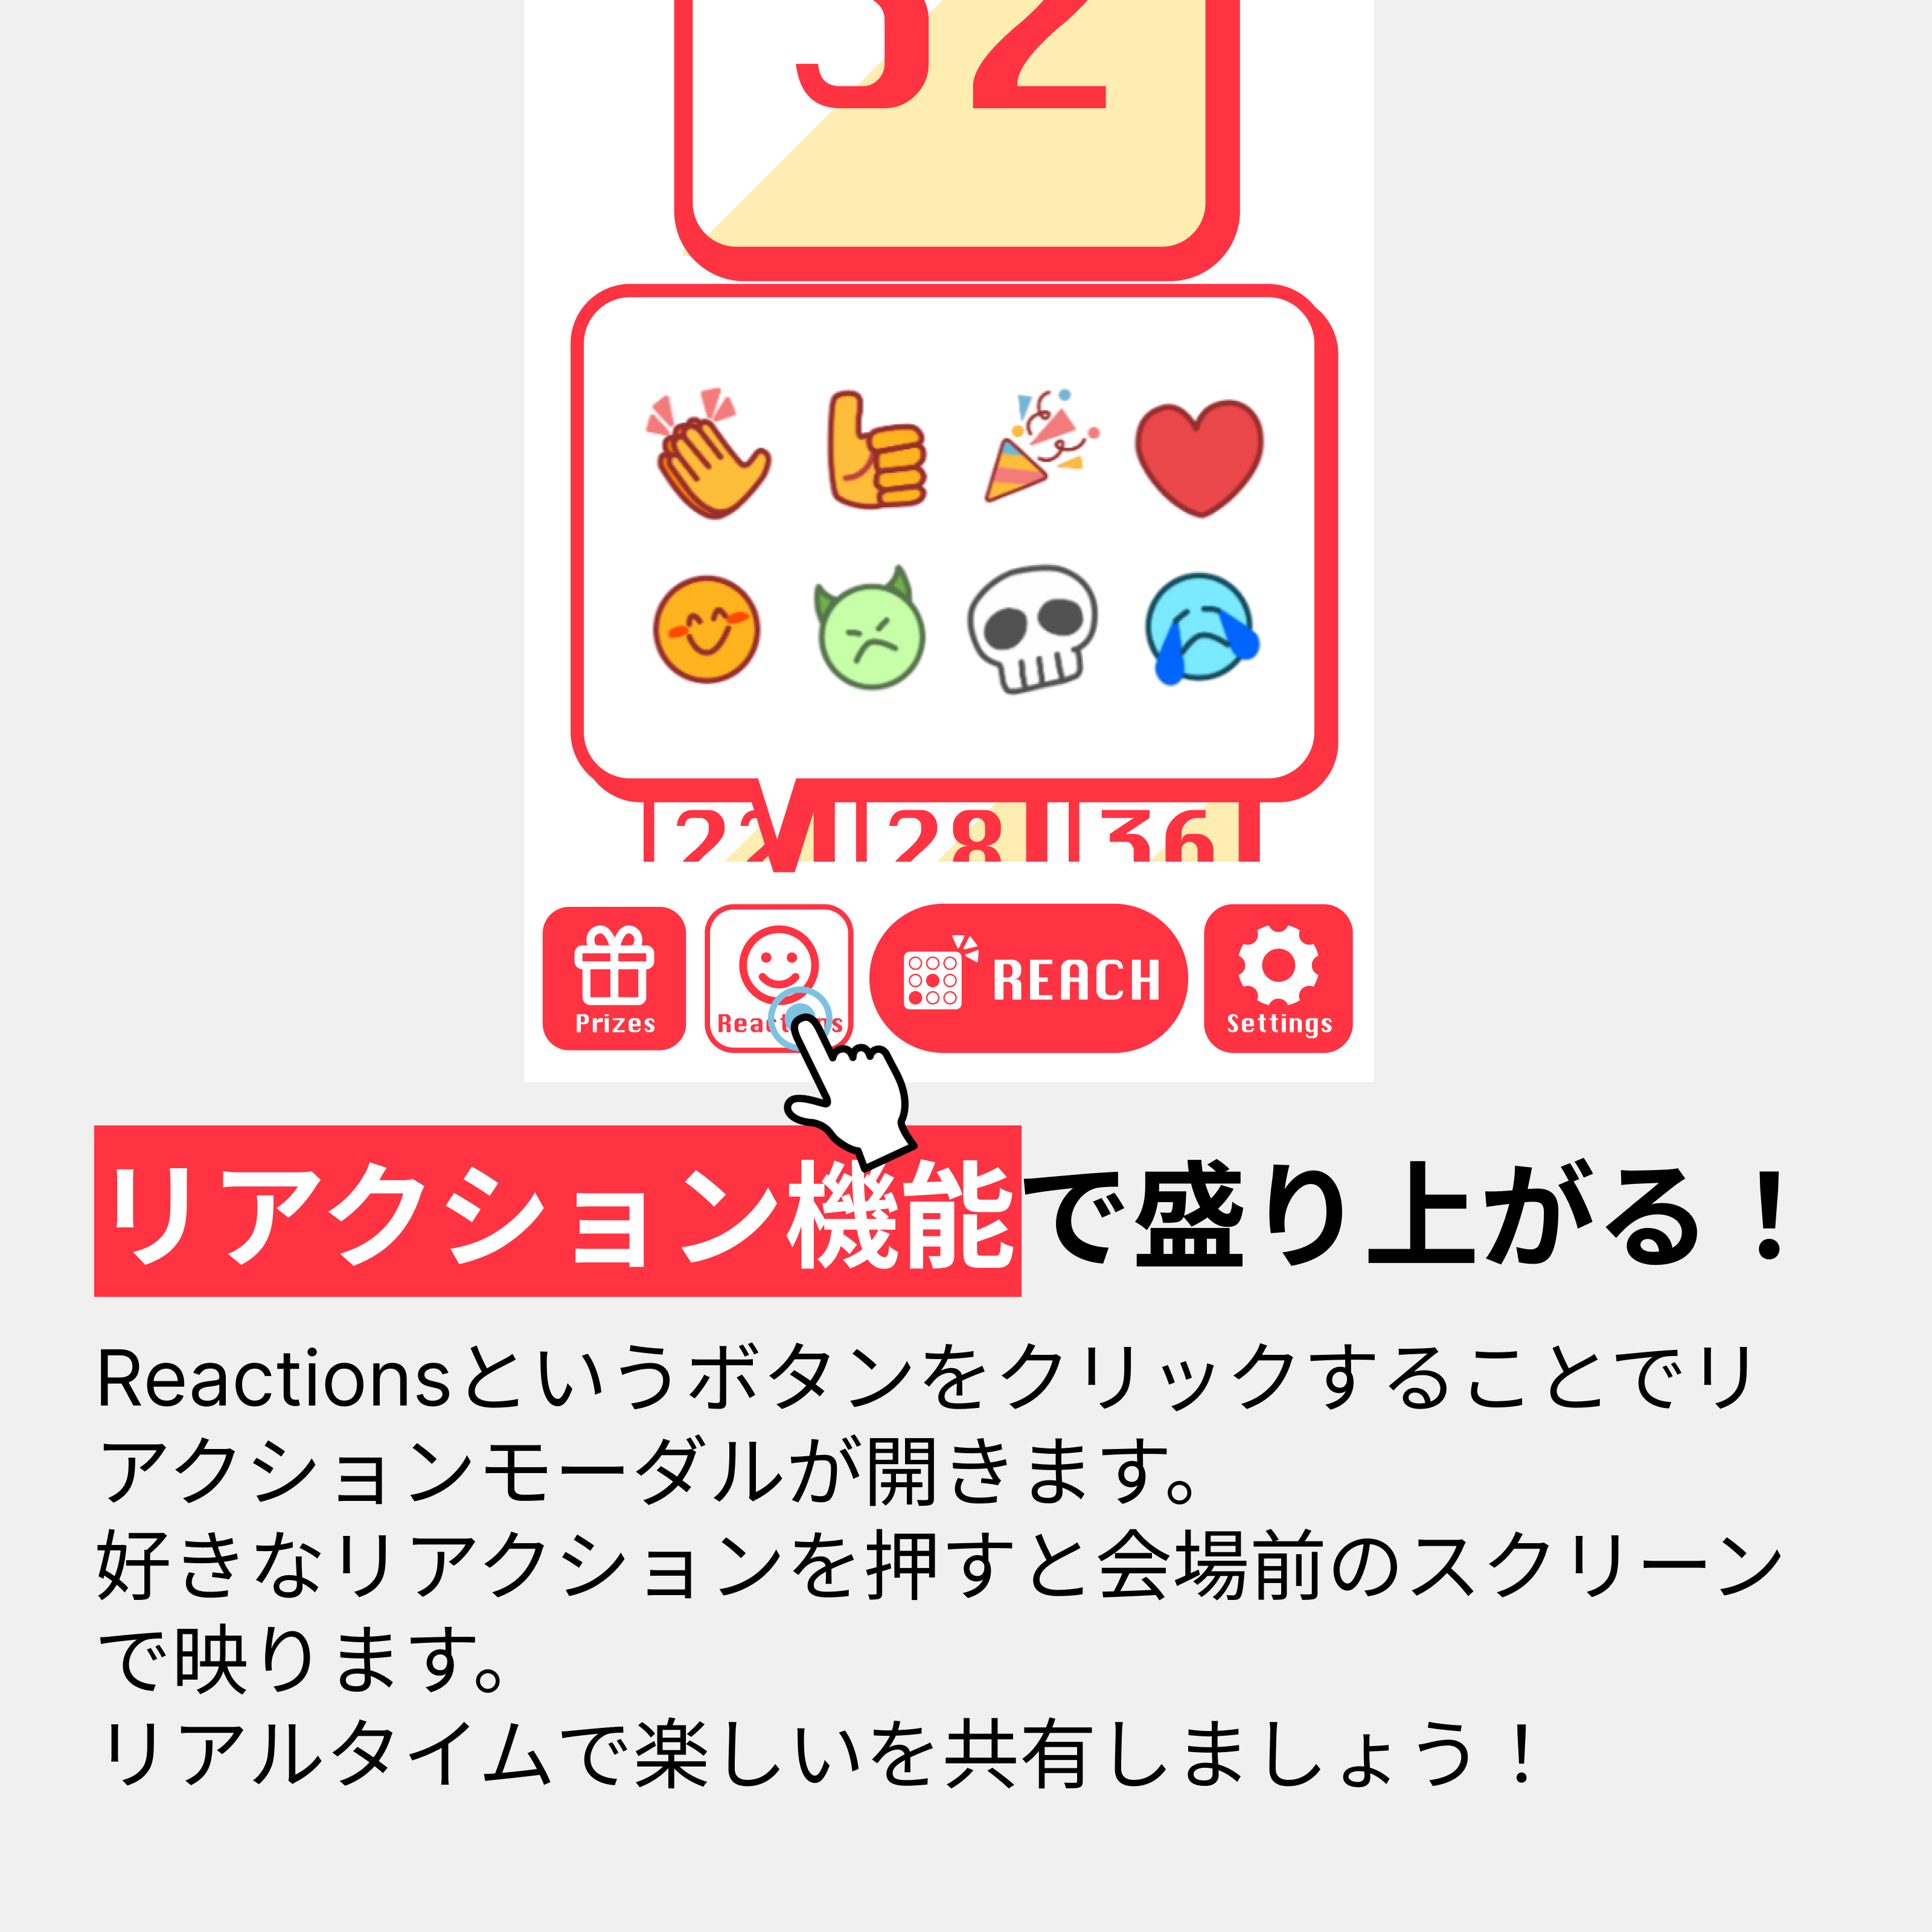 28 36
Prizes
REACH
Settings
リアクション機能で盛り上がる！
Reactionsというボタンをクリックすることでリ
アクションモーダルが開きます。
好きなリアクションを押すと会場前のスクリーン
で映ります。
リアルタイムで楽しいを共有しましょう！